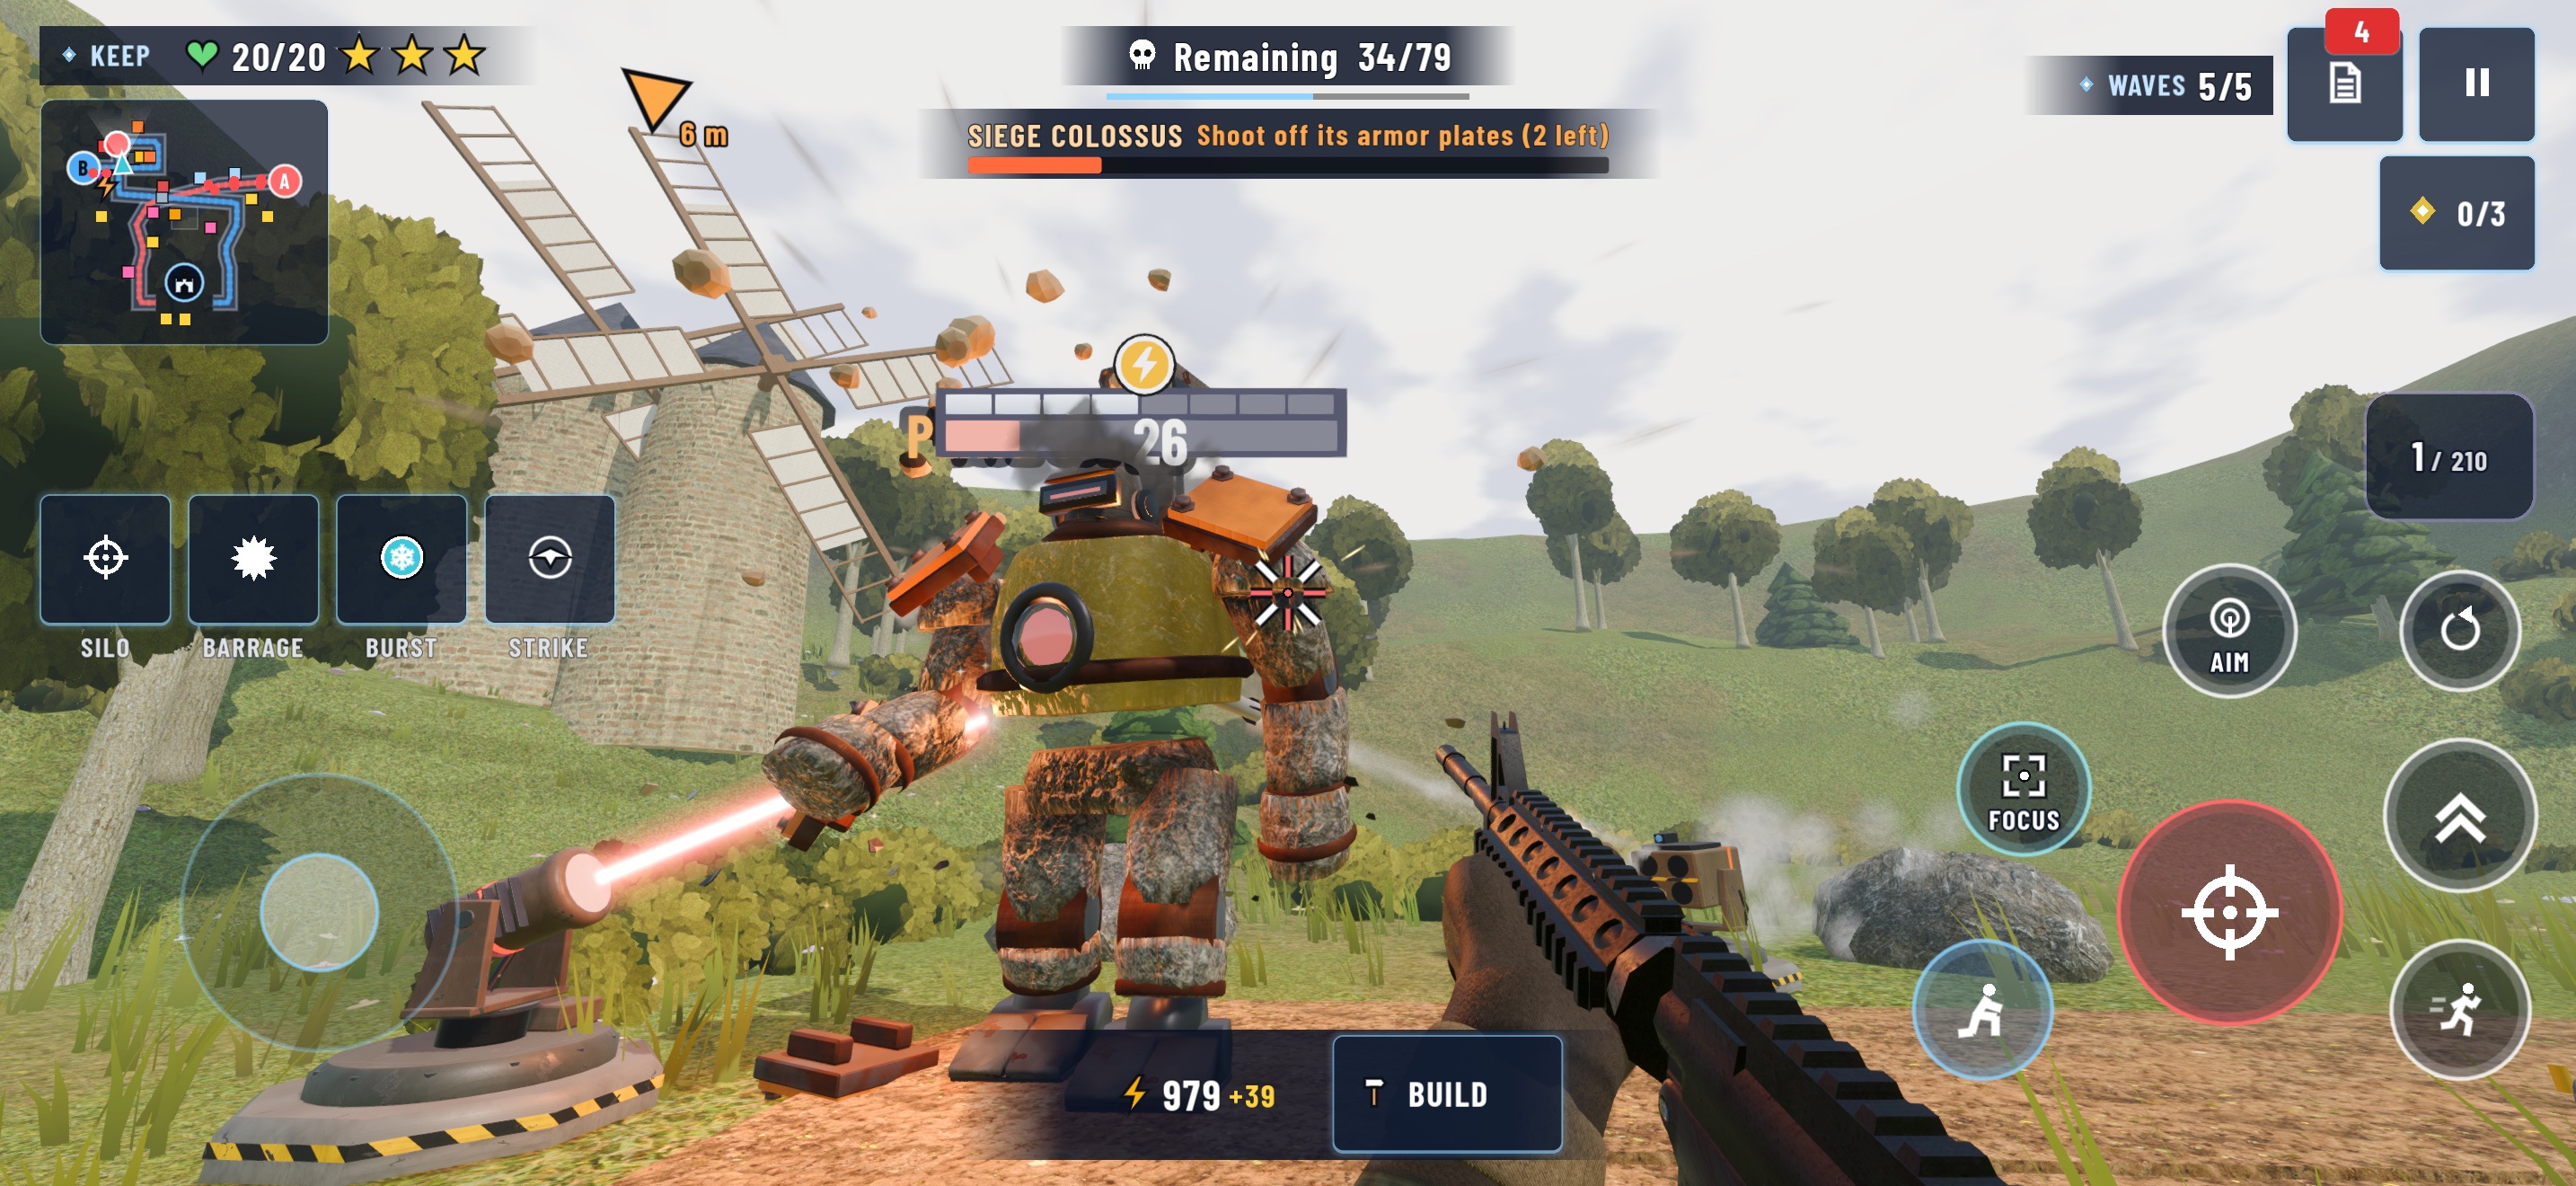 KEEP 20/20
Remaining 34/79
WAVES 5/5
4
6 m
SIEGE COLOSSUS Shoot off its armor plates (2 left)
B
A
0/3
P
26
1/ 210
SILO
BARRAGE
BURST
STRIKE
AIM
FOCUS
979 +39
BUILD